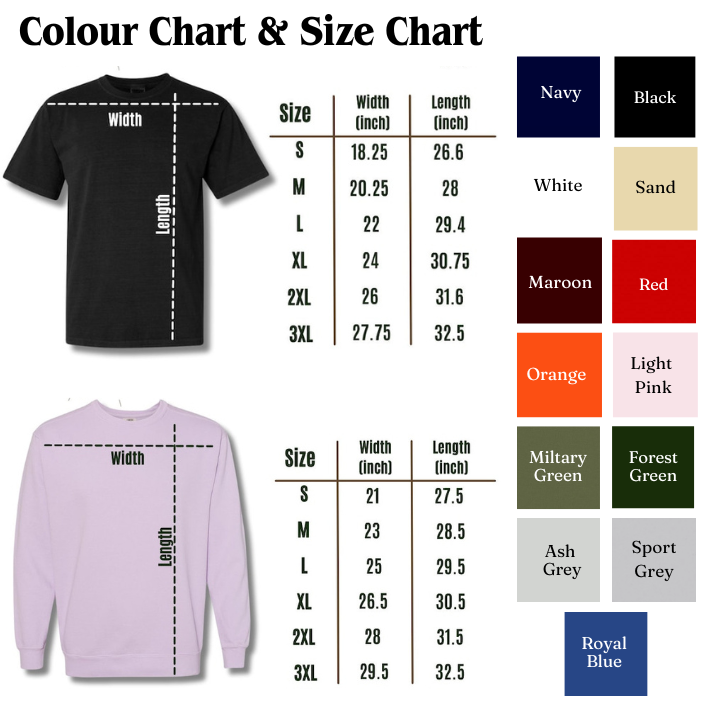 Colour Chart & Size Chart
Width
Length
Size Width (inch) Length (inch)
S 18.25 26.6
M 20.25 28
L 22 29.4
XL 24 30.75
2XL 26 31.6
3XL 27.75 32.5
Width
Length
Size Width (inch) Length (inch)
S 21 27.5
M 23 28.5
L 25 29.5
XL 26.5 30.5
2XL 28 31.5
3XL 29.5 32.5
Navy
Black
White
Sand
Maroon
Red
Orange
Light
Pink
Miltary
Green
Forest
Green
Ash
Grey
Sport
Grey
Royal
Blue